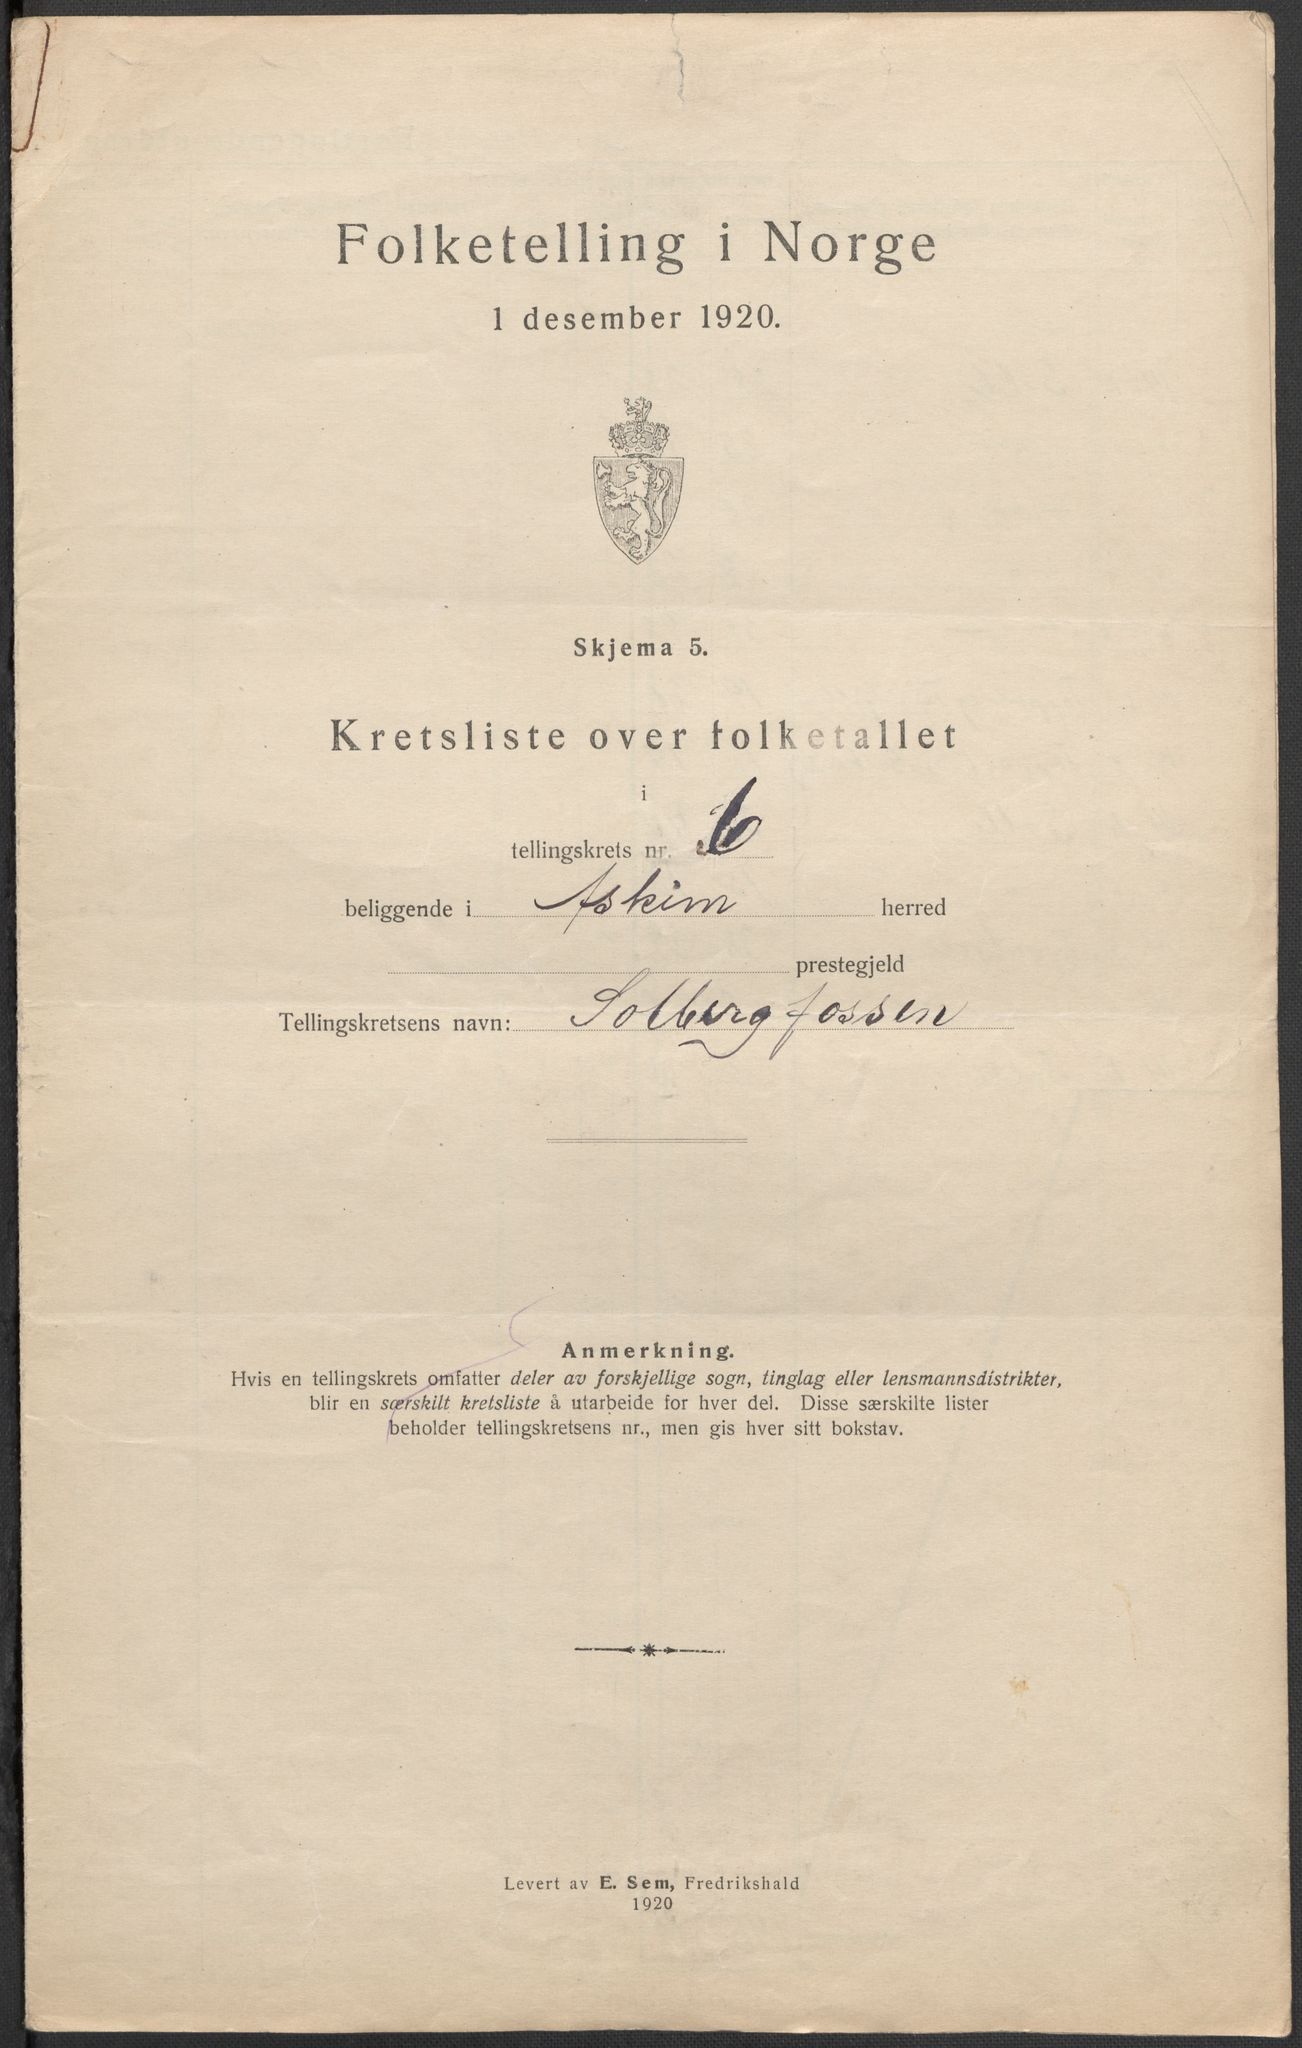 Folketelling i Norge
1 desember 1920.
Skjema 5.
Kretsliste over folketallet
i
tellingskrets nr. 6
beliggende i Askim herred
prestegjeld
Tellingskretsens navn: Solbergfossen
Anmerkning.
Hvis en tellingskrets omfatter deler av forskjellige sogn, tinglag eller lensmannsdistrikter,
blir en særskilt kretsliste å utarbeide for hver del. Disse særskilte lister
beholder tellingskretsens nr., men gis hver sitt bokstav.
Levert av E. Sem, Fredrikshald
1920